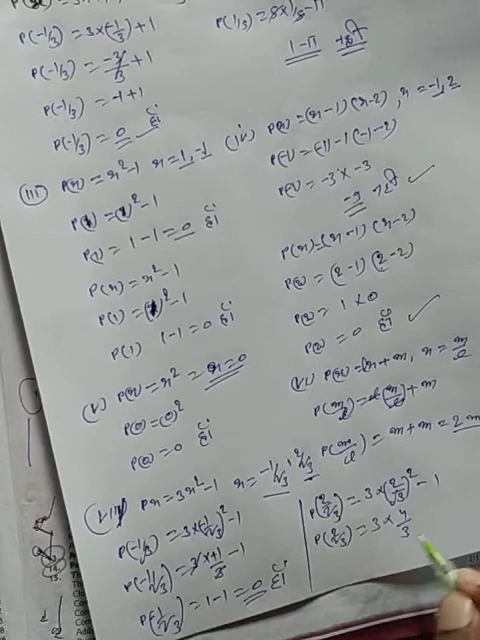 P(-1/3) = 3×(-1/3)+1
P(-1/3) = -3/3 +1
P(-1/3) = -1+1
P(-1/3) = 0 हाँ
1-π नहीं
(iii) P(x) = x²-1 x = 1, -1
P(1) = (1)²-1
P(1) = 1-1=0 हाँ
P(x) = x²-1
P(1) = (1)²-1
P(1) 1-1=0 हाँ
(iv) P(x) = (x-1)(x-2), x = -1, 2
P(-1) = (-1)-1(-1-2)
P(-1) = -3×-3
-9 नहीं
P(x) = (x-1)(x-2)
P(2) = (2-1)(2-2)
P(2) = 1×0
P(2) = 0 हाँ
(v) P(x) = x² = x=0
P(0) = (0)²
P(0) = 0 हाँ
(vi) P(x) = lx+m, x = m/l
P(m/l) = l(m/l)+m
P(m/l) = m+m = 2m
(vii) Px = 3x²-1 x = -1/√3, 2/√3
P(-1/√3) = 3×(-1/√3)²-1
P(-1/√3) = 3×+1/3 -1
P(-1/√3) = 1-1=0 हाँ
P(2/√3) = 3×(2/√3)²-1
P(2/√3) = 3×4/3